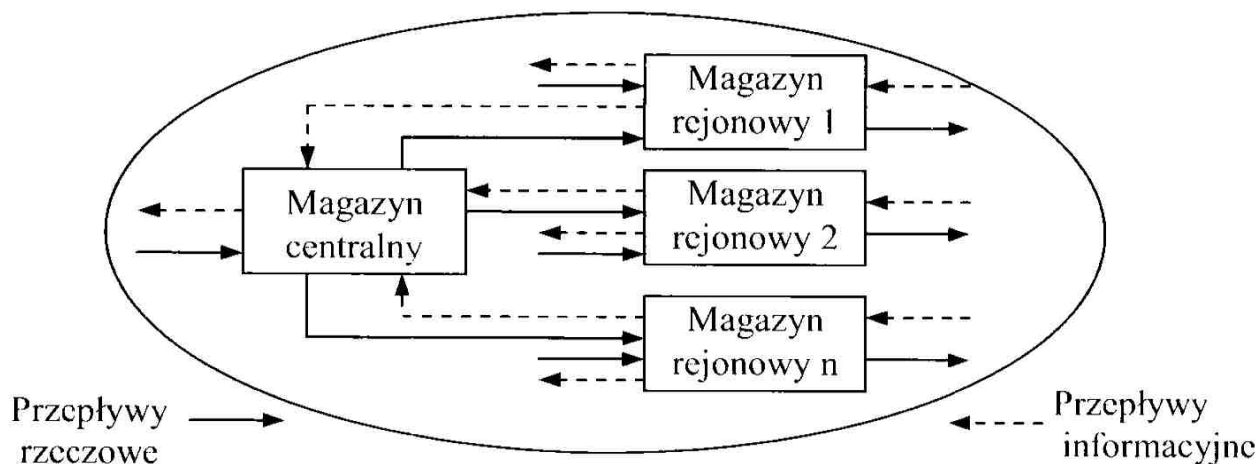 Magazyn
rejonowy 1
Magazyn
centralny
Magazyn
rejonowy 2
Magazyn
rejonowy n
Przepływy
rzeczowe
Przepływy
informacyjne